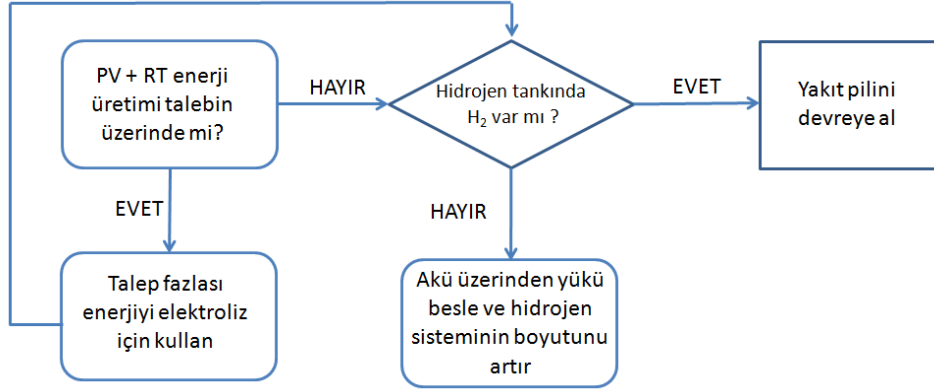 PV + RT enerji
üretimi talebin
üzerinde mi?
HAYIR
Hidrojen tankında
H₂ var mı ?
EVET
Yakıt pilini
devreye al
EVET
HAYIR
Talep fazlası
enerjiyi elektroliz
için kullan
Akü üzerinden yükü
besle ve hidrojen
sisteminin boyutunu
artır